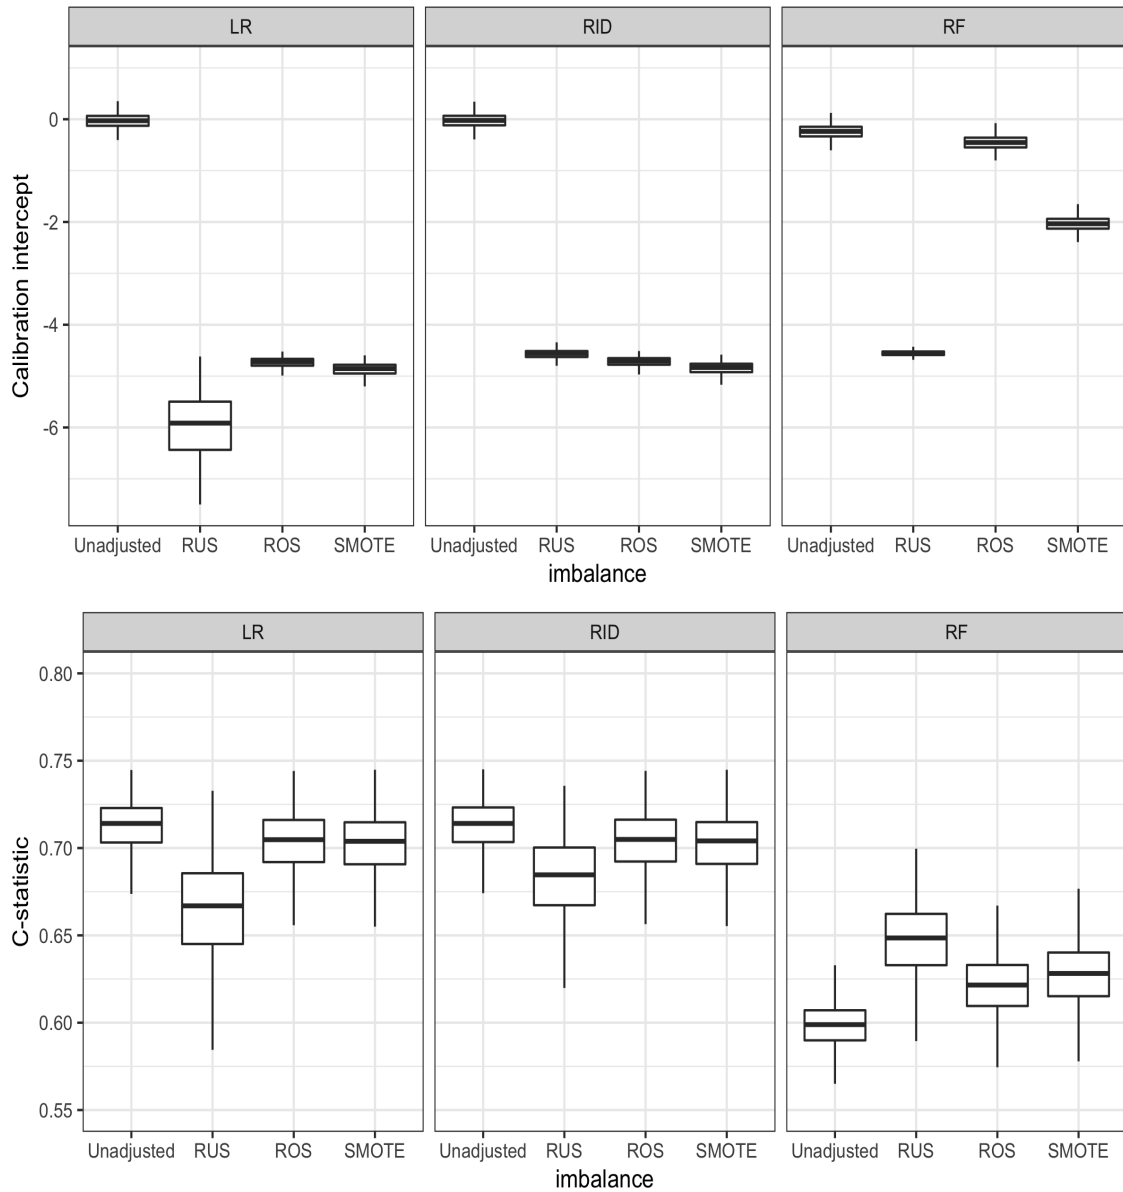 LR RID RF
Calibration intercept
0
-2
-4
-6
Unadjusted RUS ROS SMOTE Unadjusted RUS ROS SMOTE Unadjusted RUS ROS SMOTE
imbalance
LR RID RF
C-statistic
0.80
0.75
0.70
0.65
0.60
0.55
Unadjusted RUS ROS SMOTE Unadjusted RUS ROS SMOTE Unadjusted RUS ROS SMOTE
imbalance